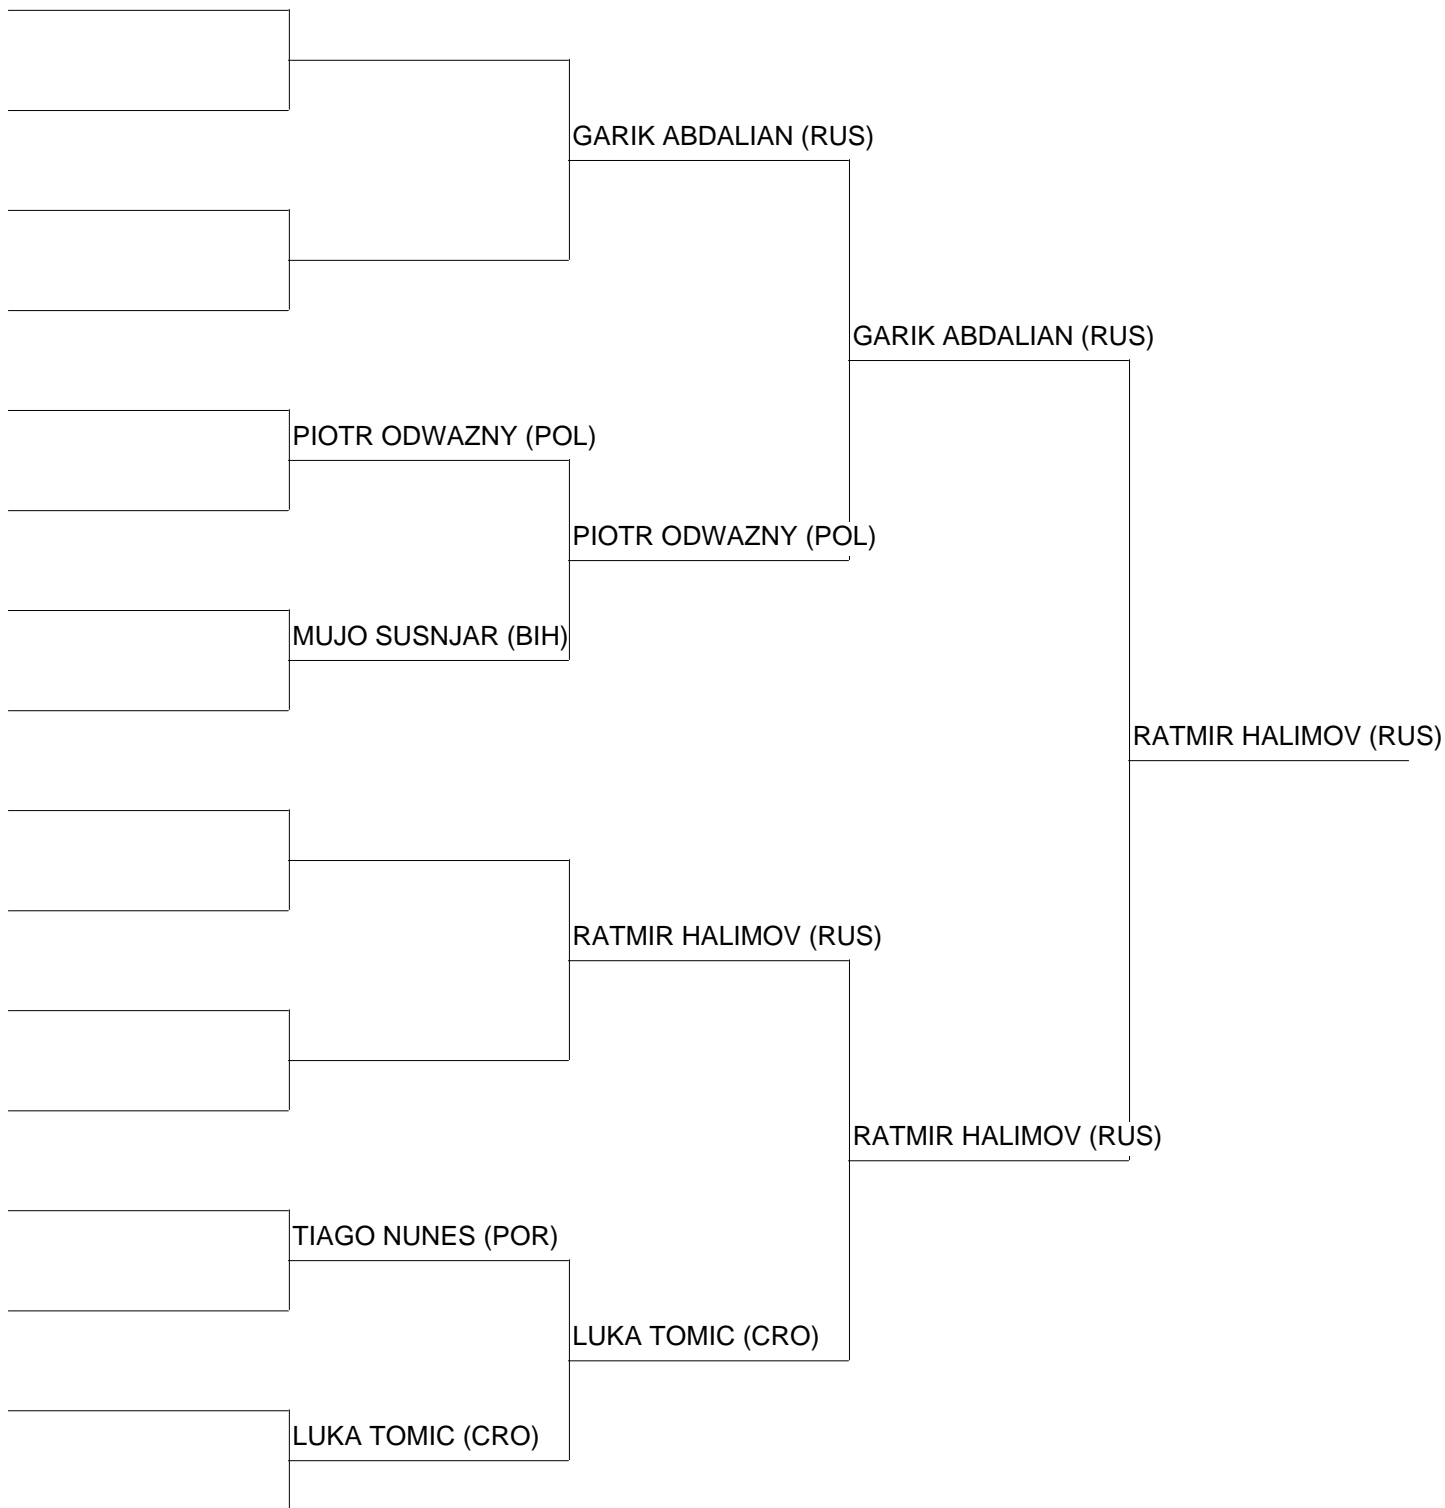 GARIK ABDALIAN (RUS)
GARIK ABDALIAN (RUS)
PIOTR ODWAZNY (POL)
PIOTR ODWAZNY (POL)
MUJO SUSNJAR (BIH)
RATMIR HALIMOV (RUS)
RATMIR HALIMOV (RUS)
RATMIR HALIMOV (RUS)
TIAGO NUNES (POR)
LUKA TOMIC (CRO)
LUKA TOMIC (CRO)